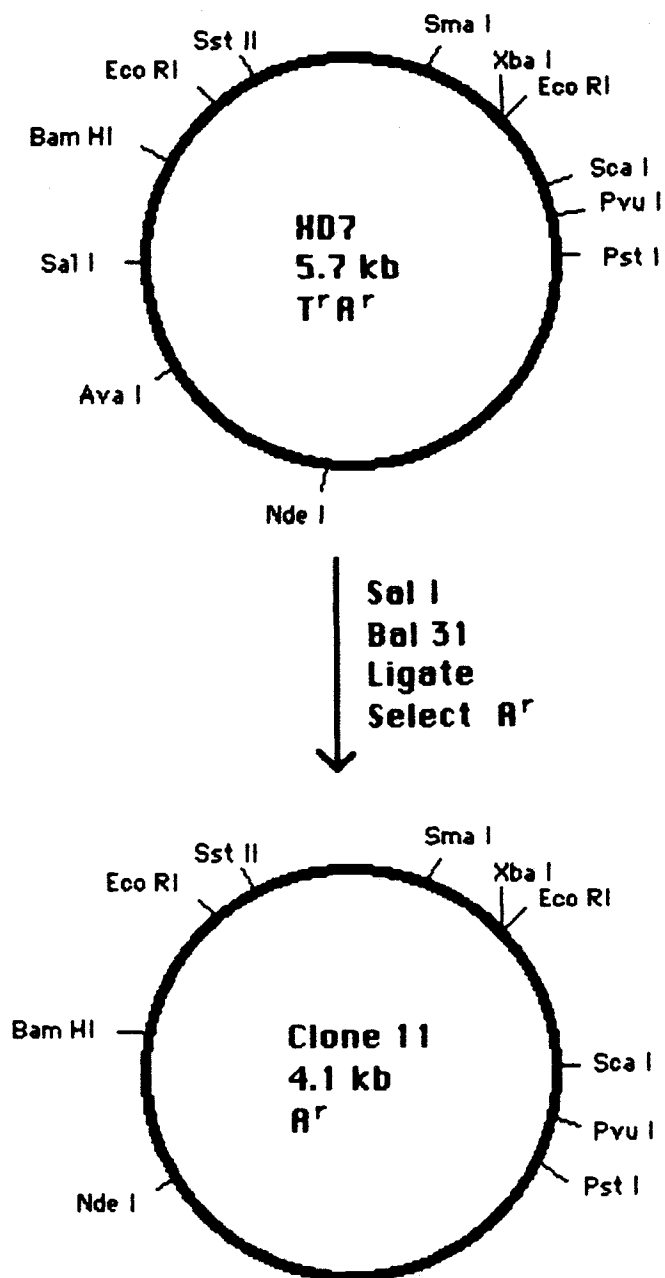 Sma I
Sst II
Xba I
Eco RI
Eco RI
Bam HI
Sca I
Pvu I
HD7
5.7 kb
Tʳ Aʳ
Sal I
Pst I
Ava I
Nde I
Sal I
Bal 31
Ligate
Select Aʳ
Sma I
Sst II
Xba I
Eco RI
Eco RI
Bam HI
Clone 11
4.1 kb
Aʳ
Sca I
Pvu I
Pst I
Nde I